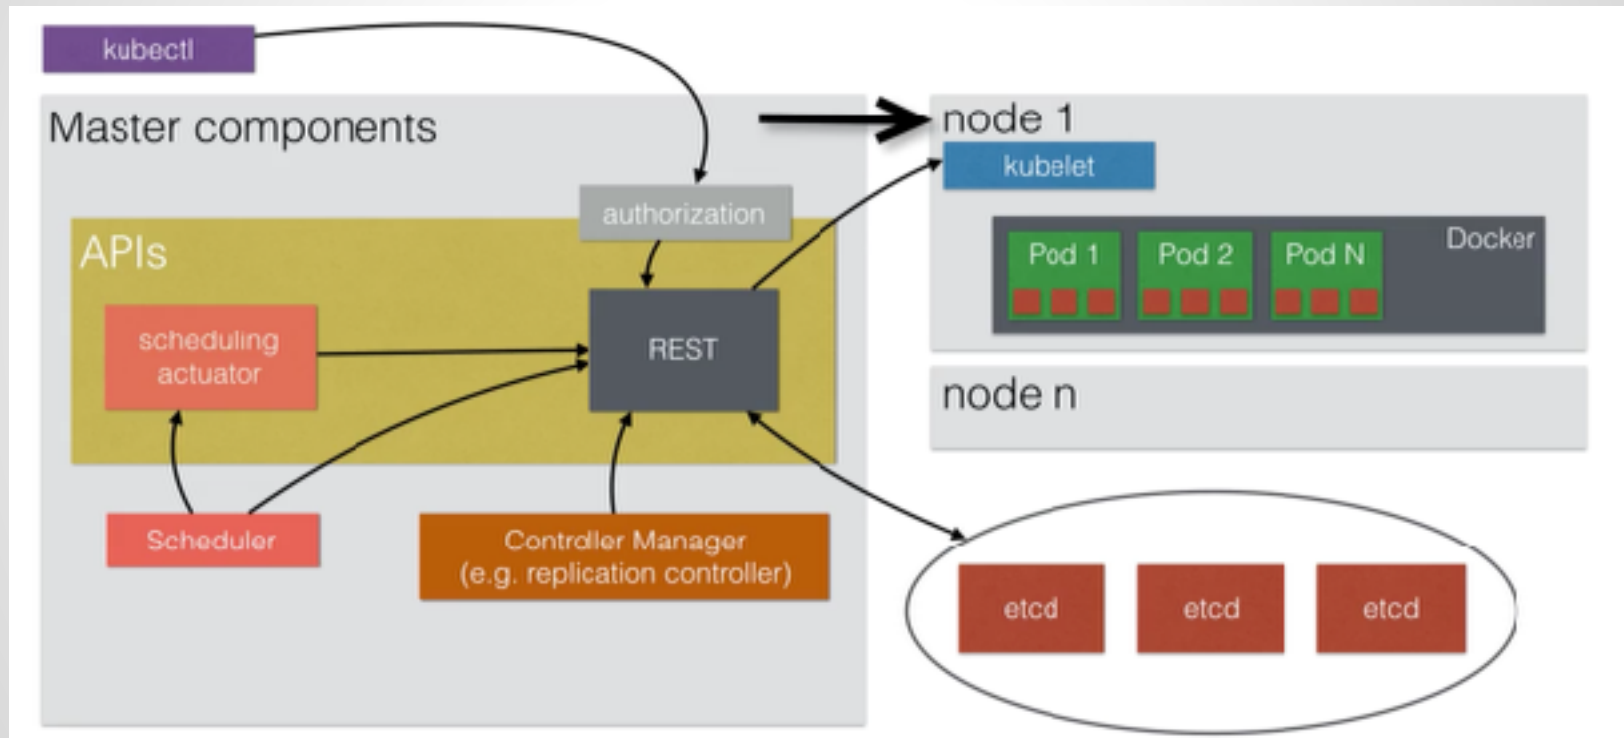 kubectl
Master components
authorization
APIs
scheduling
actuator
REST
Scheduler
Controller Manager
(e.g. replication controller)
node 1
kubelet
Docker
Pod 1
Pod 2
Pod N
node n
etcd
etcd
etcd